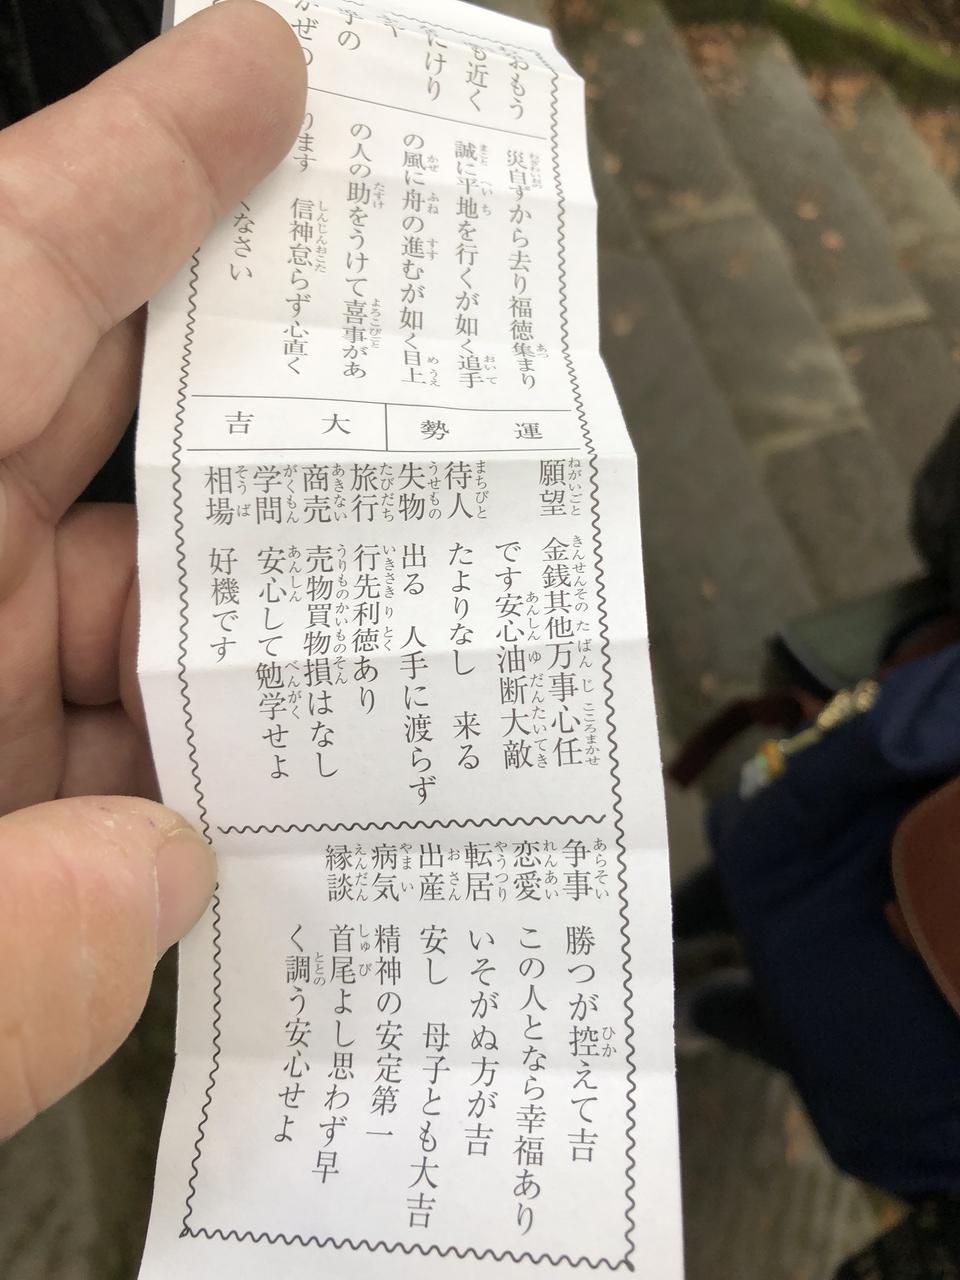 おもう
も近く
にけり
学の
かぜの
災自ずから去り福徳集まり
誠に平地を行くが如く追手
の風に舟の進むが如く目上
の人の助をうけて喜事があ
ります 信神怠らず心直く
くなさい
運勢 大吉
願望 金銭其他万事心任
です安心油断大敵
待人 たよりなし 来る
失物 出る 人手に渡らず
旅行 行先利徳あり
商売 売物買物損はなし
学問 安心して勉学せよ
相場 好機です
争事 勝つが控えて吉
恋愛 この人となら幸福あり
転居 いそがぬ方が吉
出産 安し 母子とも大吉
病気 精神の安定第一
縁談 首尾よし思わず早
く調う安心せよ